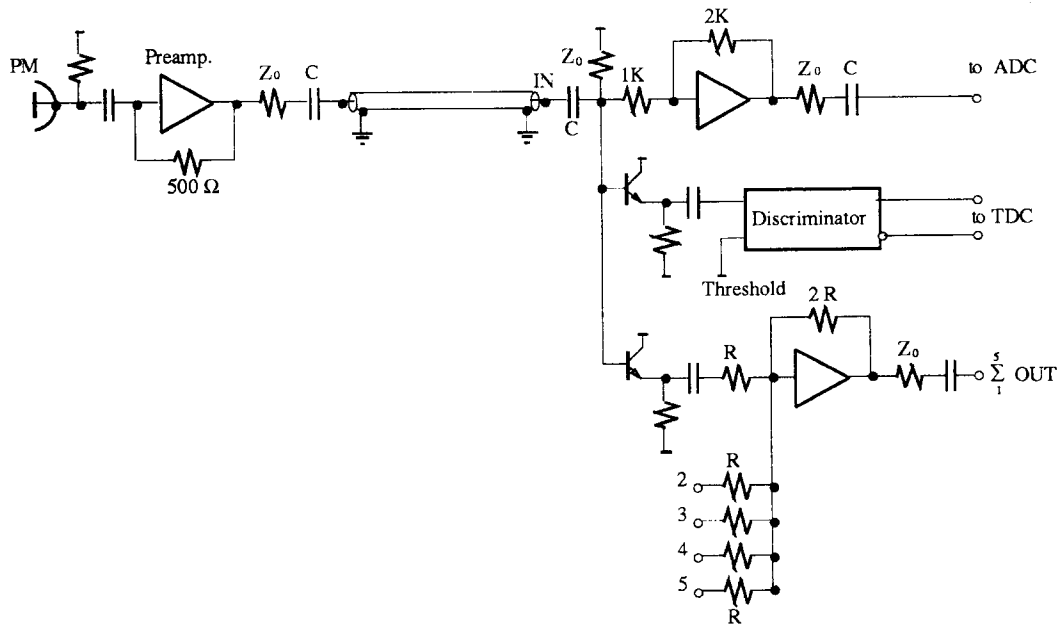 PM
Preamp.
Z₀
C
500 Ω
IN
C
Z₀
1K
2K
Z₀
C
to ADC
Discriminator
to TDC
Threshold
2 R
R
Z₀
5
Σ OUT
1
2
R
3
4
5
R